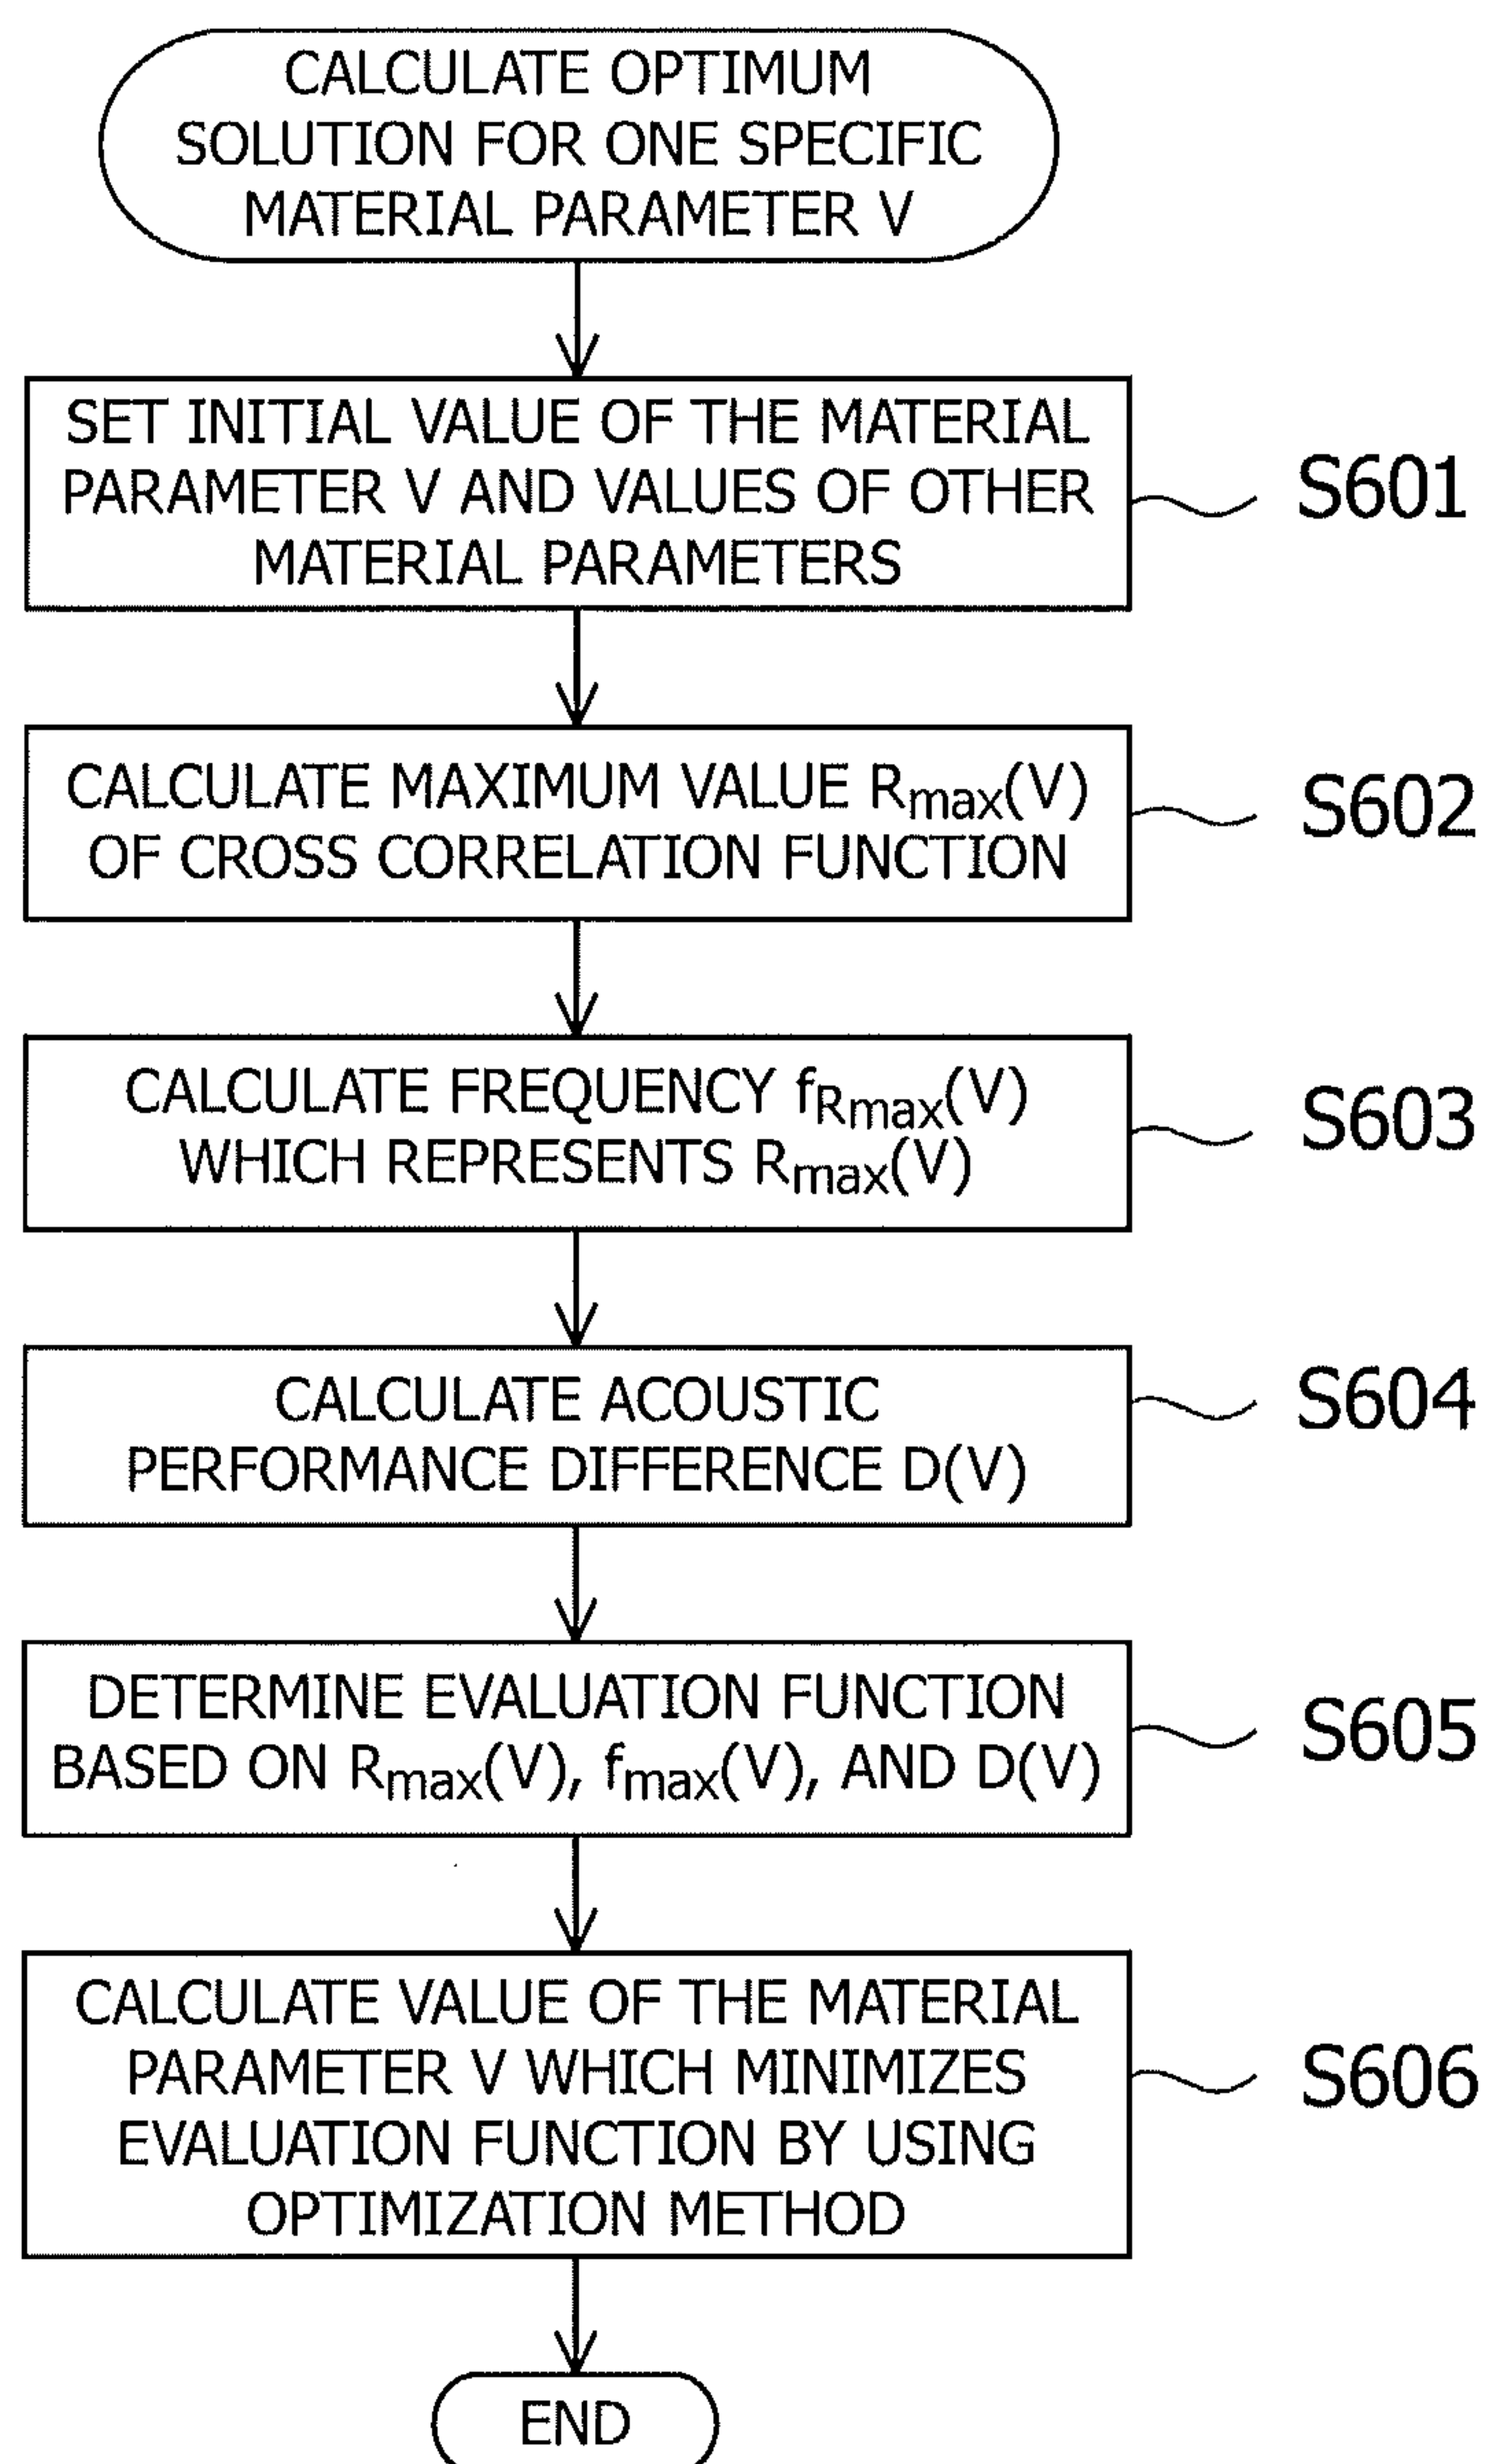 CALCULATE OPTIMUM
SOLUTION FOR ONE SPECIFIC
MATERIAL PARAMETER V
SET INITIAL VALUE OF THE MATERIAL
PARAMETER V AND VALUES OF OTHER
MATERIAL PARAMETERS
S601
CALCULATE MAXIMUM VALUE Rmax(V)
OF CROSS CORRELATION FUNCTION
S602
CALCULATE FREQUENCY fRmax(V)
WHICH REPRESENTS Rmax(V)
S603
CALCULATE ACOUSTIC
PERFORMANCE DIFFERENCE D(V)
S604
DETERMINE EVALUATION FUNCTION
BASED ON Rmax(V), fmax(V), AND D(V)
S605
CALCULATE VALUE OF THE MATERIAL
PARAMETER V WHICH MINIMIZES
EVALUATION FUNCTION BY USING
OPTIMIZATION METHOD
S606
END